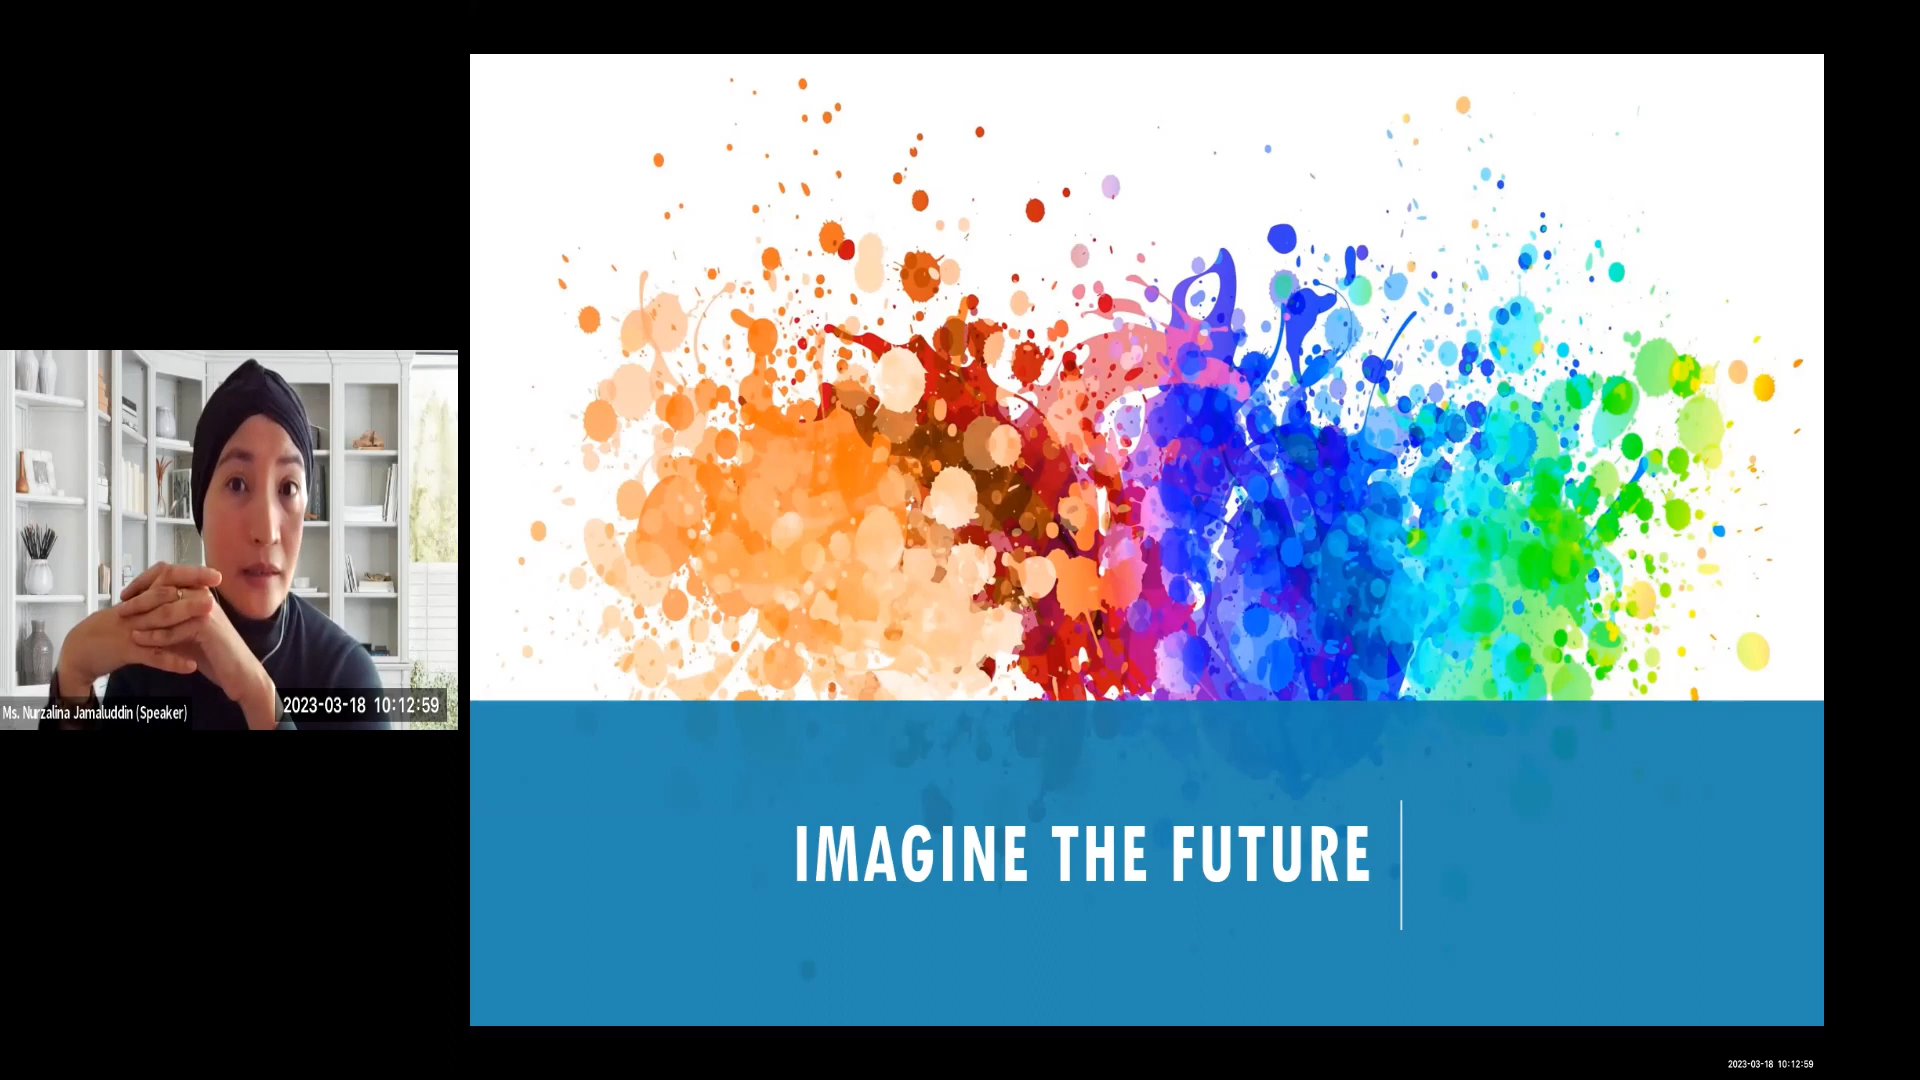 Ms. Nurzalina Jamaluddin (Speaker)
2023-03-18 10:12:59
IMAGINE THE FUTURE
2023-03-18 10:12:59